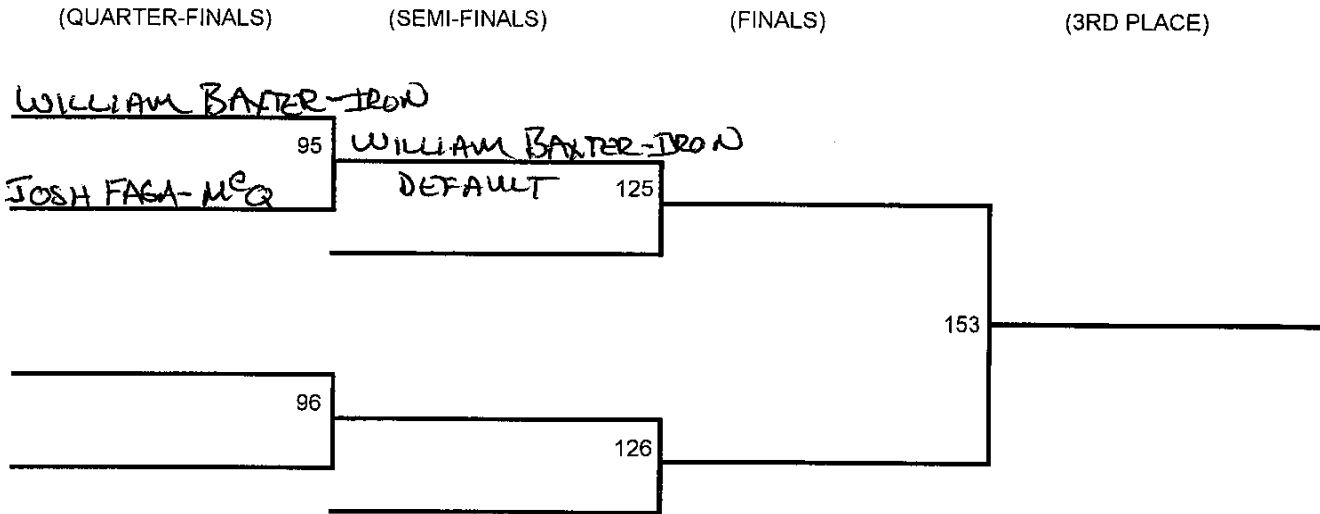 (QUARTER-FINALS) (SEMI-FINALS) (FINALS) (3RD PLACE)
WILLIAM BAXTER-IRON
95 WILLIAM BAXTER-IRON
JOSH FAGA-McQ DEFAULT 125
153
96
126